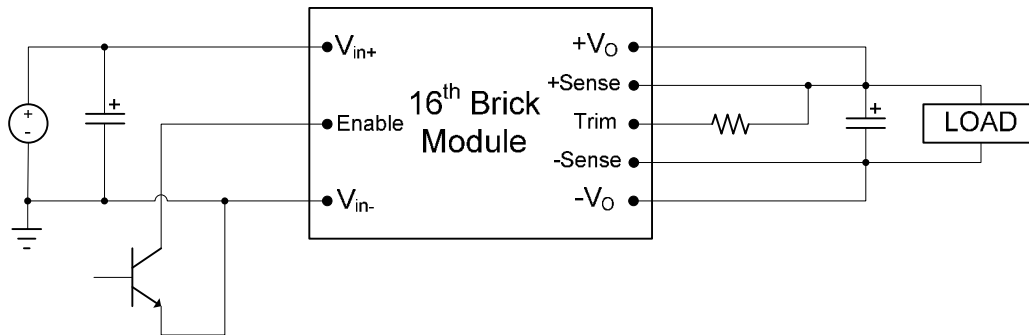 Vin+
Enable
Vin-
16th Brick
Module
+VO
+Sense
Trim
-Sense
-VO
+
-
+
+
LOAD